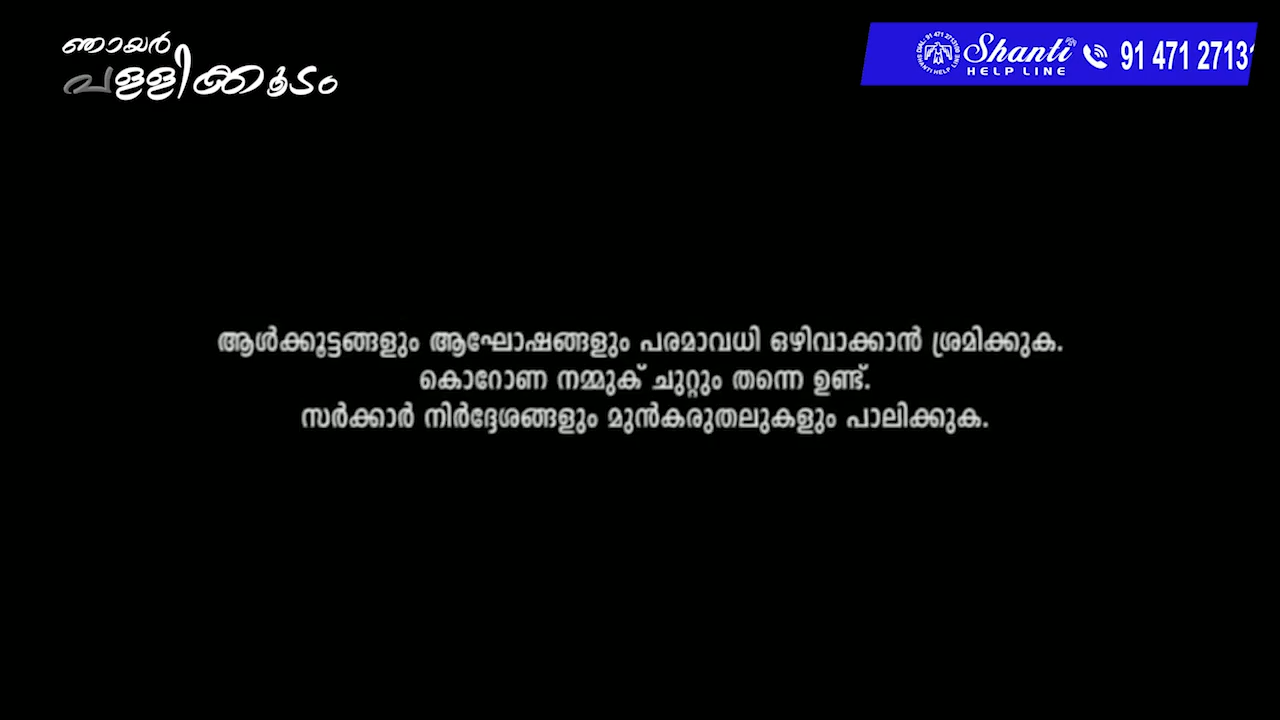 ഞായർ
പള്ളിക്കൂടം
Shanti
HELP LINE
91 471 2713
ആൾക്കൂട്ടങ്ങളും ആഘോഷങ്ങളും പരമാവധി ഒഴിവാക്കാൻ ശ്രമിക്കുക.
കൊറോണ നമ്മുക് ചുറ്റും തന്നെ ഉണ്ട്.
സർക്കാർ നിർദ്ദേശങ്ങളും മുൻകരുതലുകളും പാലിക്കുക.